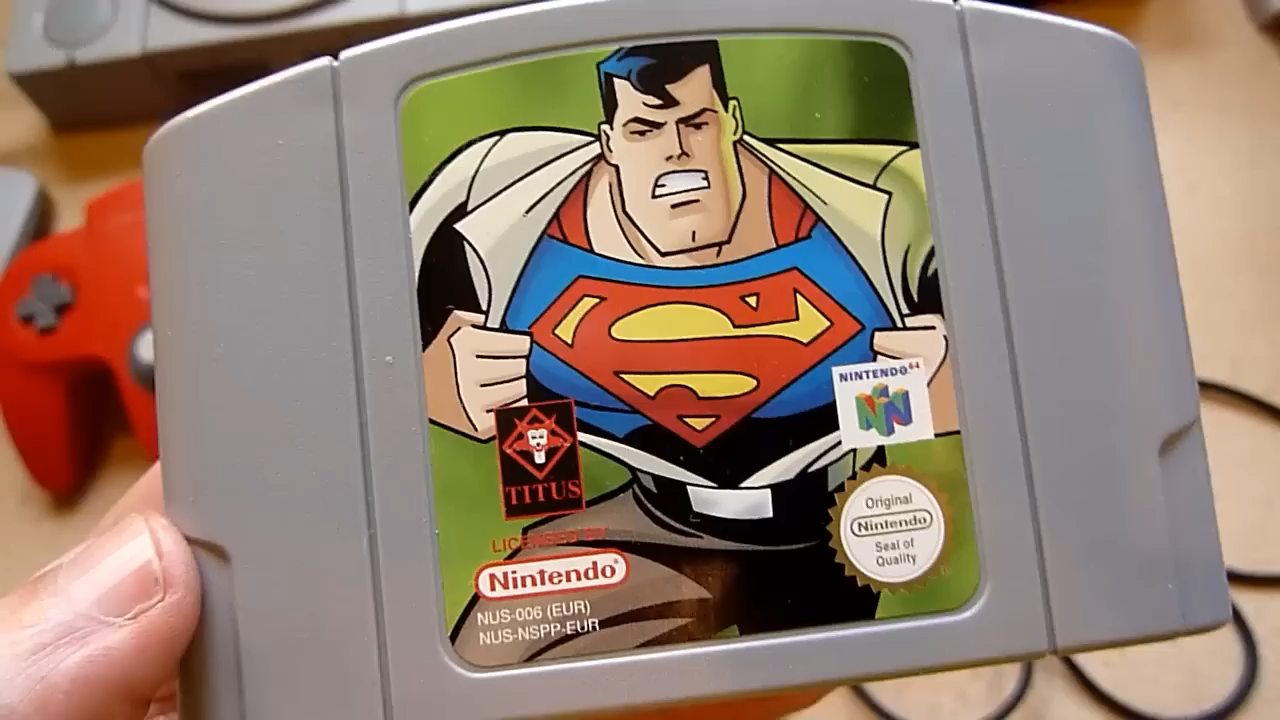 NINTENDO64
TITUS
LICENSED BY
Nintendo®
NUS-006 (EUR)
NUS-NSPP-EUR
Original
Nintendo
Seal of
Quality